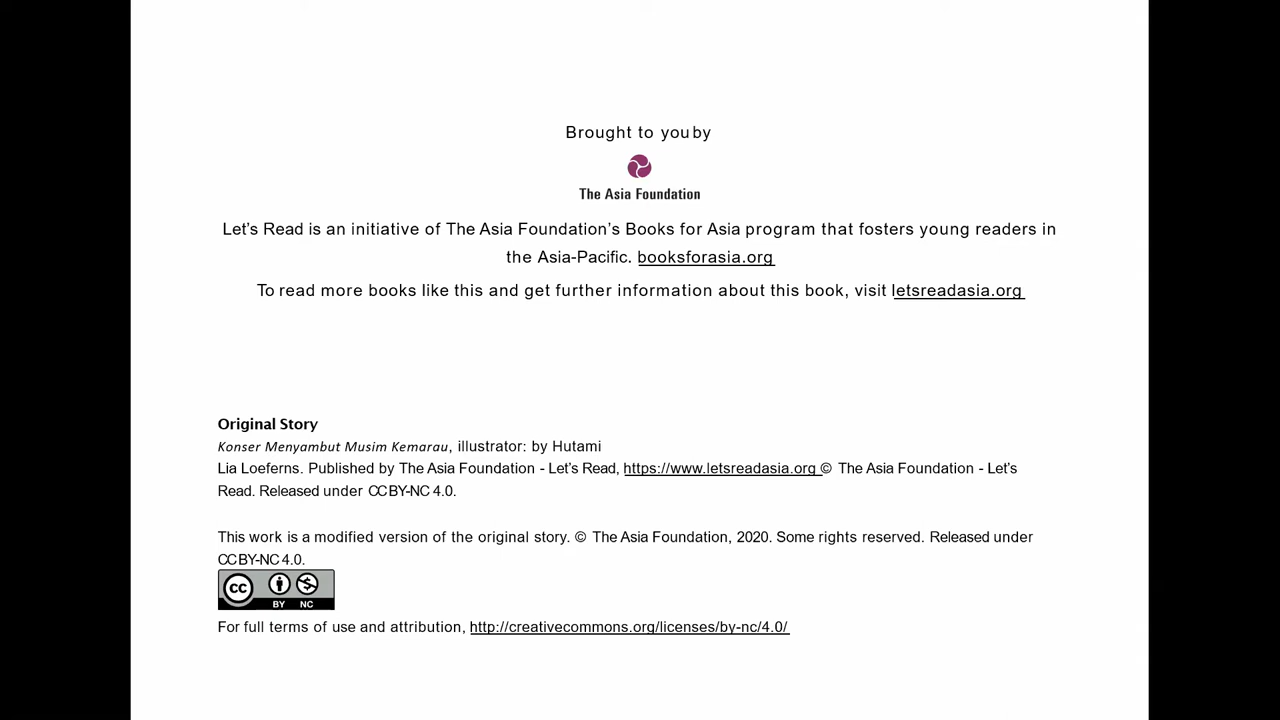 Brought to you by
The Asia Foundation
Let’s Read is an initiative of The Asia Foundation’s Books for Asia program that fosters young readers in
the Asia-Pacific. booksforasia.org
To read more books like this and get further information about this book, visit letsreadasia.org
Original Story
Konser Menyambut Musim Kemarau, illustrator: by Hutami
Lia Loeferns. Published by The Asia Foundation - Let’s Read, https://www.letsreadasia.org © The Asia Foundation - Let’s
Read. Released under CC BY-NC 4.0.
This work is a modified version of the original story. © The Asia Foundation, 2020. Some rights reserved. Released under
CC BY-NC 4.0.
cc BY NC
For full terms of use and attribution, http://creativecommons.org/licenses/by-nc/4.0/